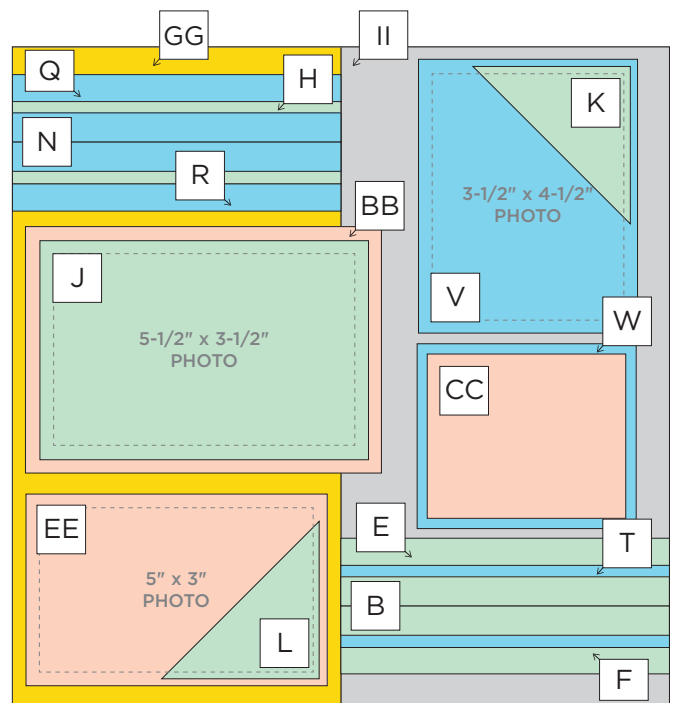 GG
II
Q
H
K
N
R
3-1/2" x 4-1/2"
PHOTO
BB
J
V
5-1/2" x 3-1/2"
PHOTO
W
CC
EE
E
T
5" x 3"
PHOTO
B
L
F